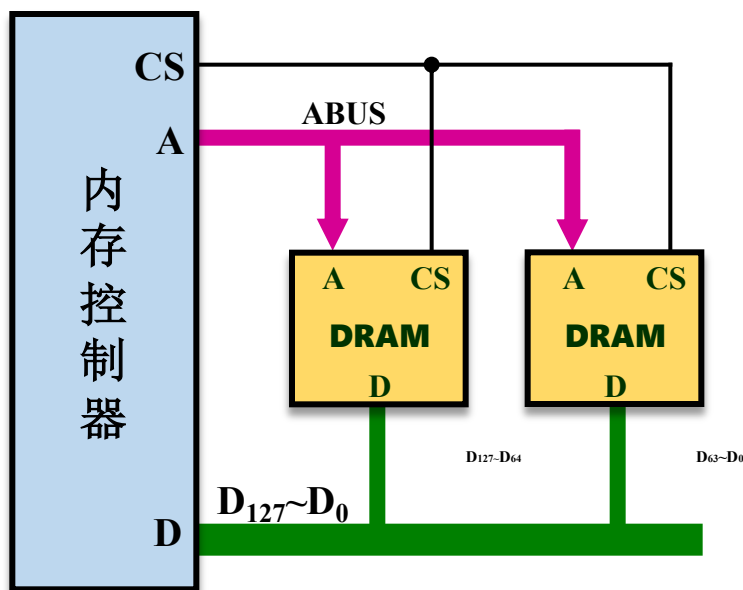 CS
ABUS
A
内存控制器
A CS
DRAM
D
A CS
DRAM
D
D₁₂₇~D₆₄
D₆₃~D₀
D₁₂₇~D₀
D